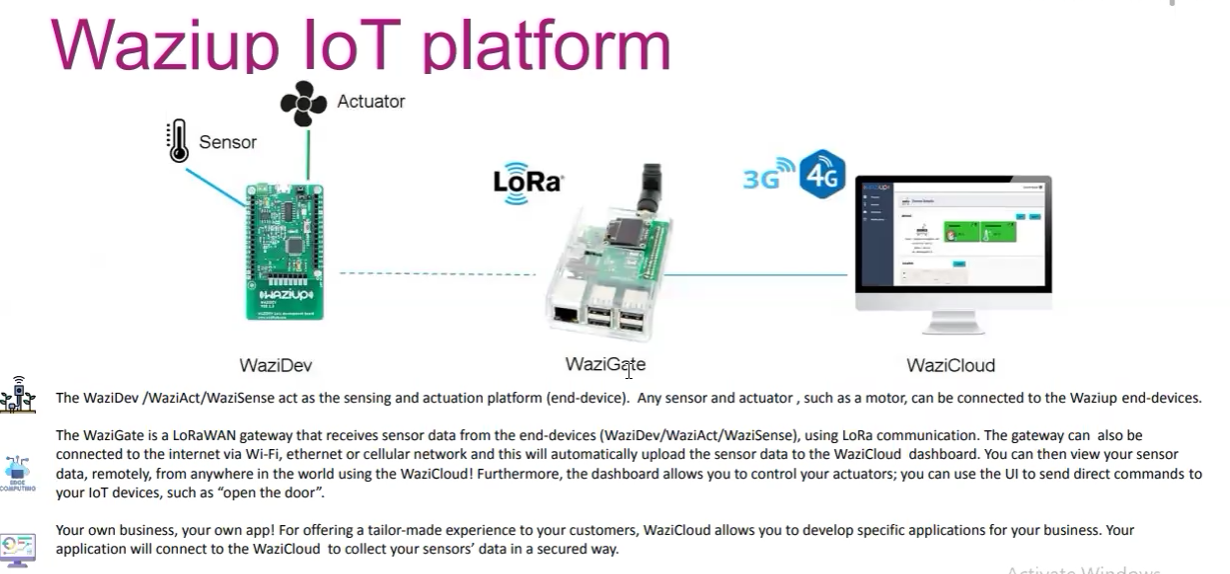 Waziup IoT platform
Actuator
Sensor
LoRa
3G 4G
WAZIUP
WaziDev
WaziGate
WaziCloud
The WaziDev /WaziAct/WaziSense act as the sensing and actuation platform (end-device). Any sensor and actuator , such as a motor, can be connected to the Waziup end-devices.
The WaziGate is a LoRaWAN gateway that receives sensor data from the end-devices (WaziDev/WaziAct/WaziSense), using LoRa communication. The gateway can also be
connected to the internet via Wi-Fi, ethernet or cellular network and this will automatically upload the sensor data to the WaziCloud dashboard. You can then view your sensor
data, remotely, from anywhere in the world using the WaziCloud! Furthermore, the dashboard allows you to control your actuators; you can use the UI to send direct commands to
your IoT devices, such as “open the door”.
EDGE
COMPUTING
Your own business, your own app! For offering a tailor-made experience to your customers, WaziCloud allows you to develop specific applications for your business. Your
application will connect to the WaziCloud to collect your sensors’ data in a secured way.
Activate Windows